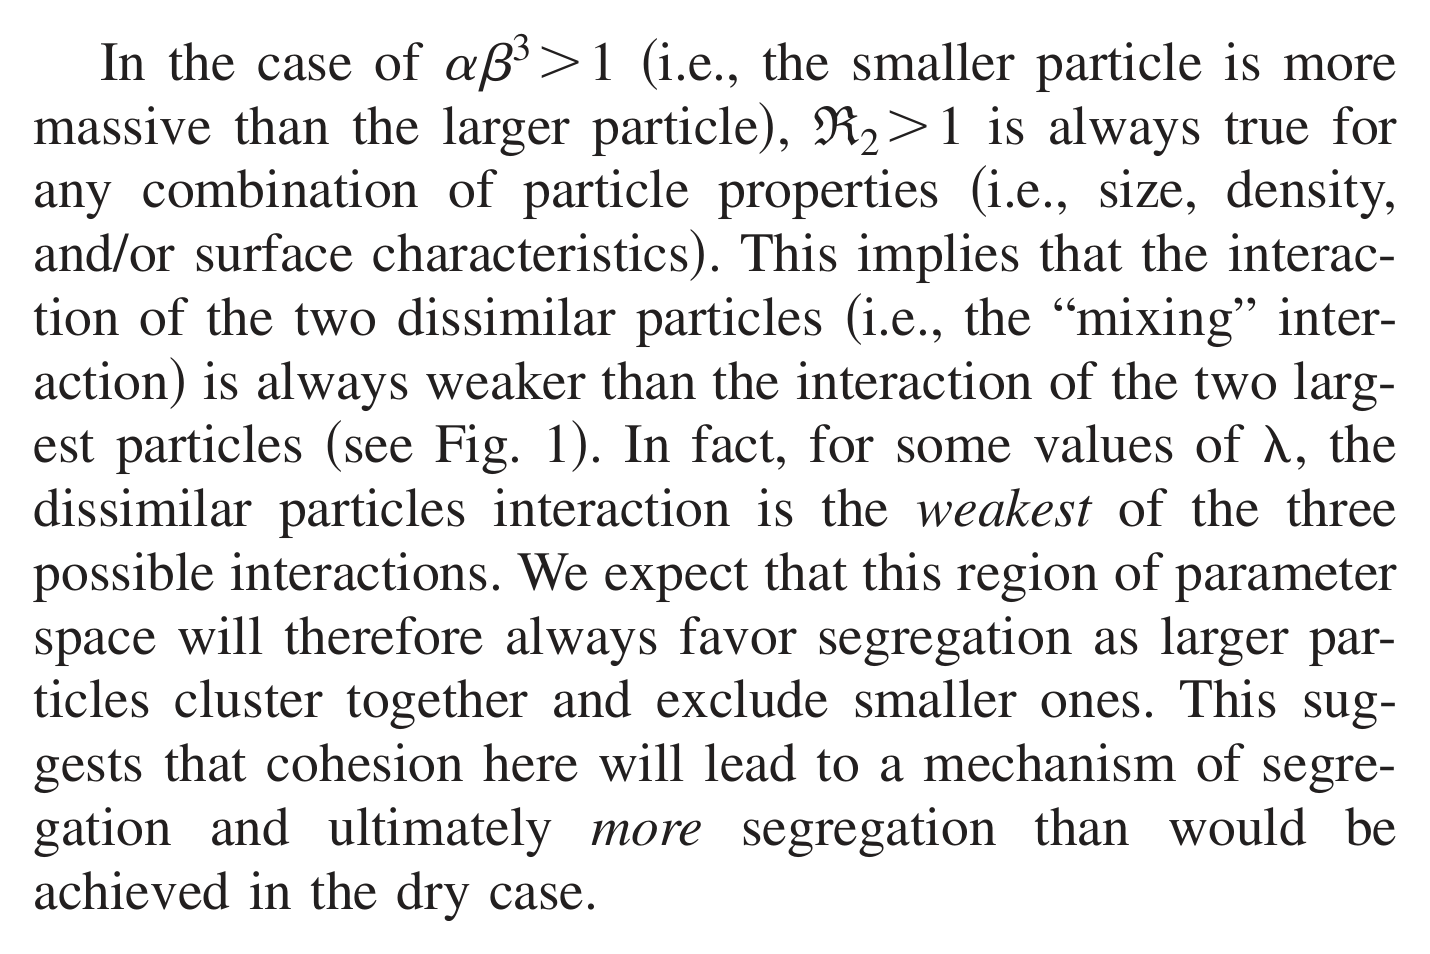 In the case of αβ³>1 (i.e., the smaller particle is more
massive than the larger particle), ℜ₂>1 is always true for
any combination of particle properties (i.e., size, density,
and/or surface characteristics). This implies that the interac-
tion of the two dissimilar particles (i.e., the “mixing” inter-
action) is always weaker than the interaction of the two larg-
est particles (see Fig. 1). In fact, for some values of λ, the
dissimilar particles interaction is the weakest of the three
possible interactions. We expect that this region of parameter
space will therefore always favor segregation as larger par-
ticles cluster together and exclude smaller ones. This sug-
gests that cohesion here will lead to a mechanism of segre-
gation and ultimately more segregation than would be
achieved in the dry case.